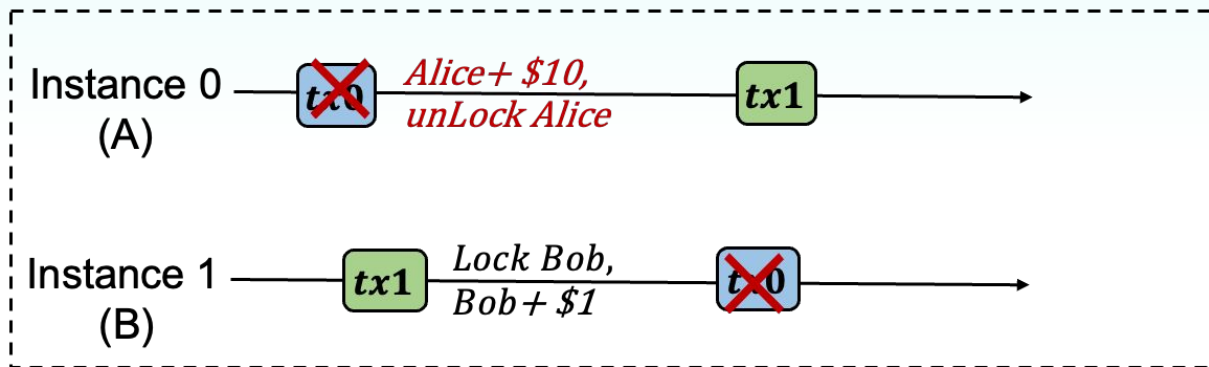 Instance 0
(A)
tx0
Alice+ $10,
unLock Alice
tx1
Instance 1
(B)
tx1
Lock Bob,
Bob+ $1
tx0